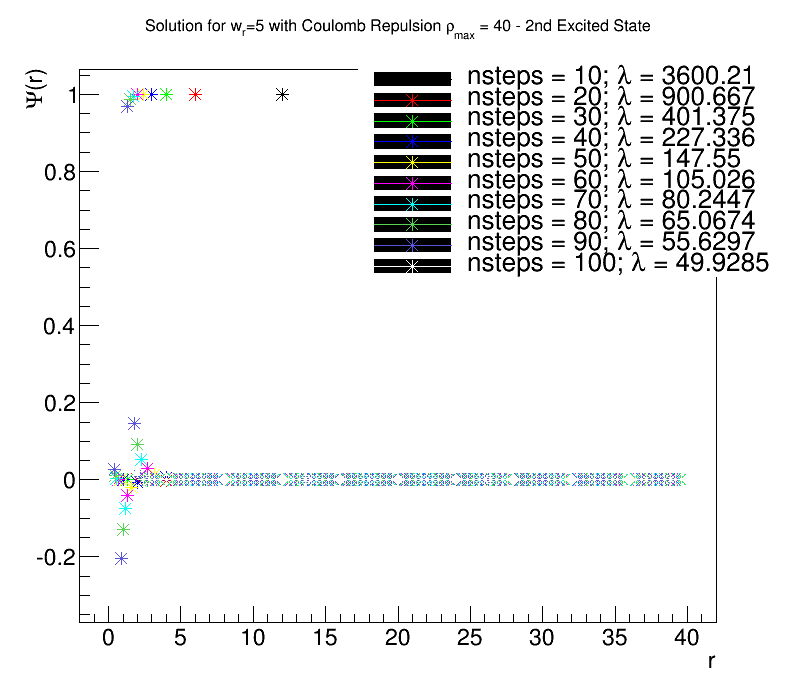 Solution for wr=5 with Coulomb Repulsion ρmax = 40 - 2nd Excited State
Ψ(r)
nsteps = 10; λ = 3600.21
nsteps = 20; λ = 900.667
nsteps = 30; λ = 401.375
nsteps = 40; λ = 227.336
nsteps = 50; λ = 147.55
nsteps = 60; λ = 105.026
nsteps = 70; λ = 80.2447
nsteps = 80; λ = 65.0674
nsteps = 90; λ = 55.6297
nsteps = 100; λ = 49.9285
1
0.8
0.6
0.4
0.2
0
-0.2
0 5 10 15 20 25 30 35 40
r